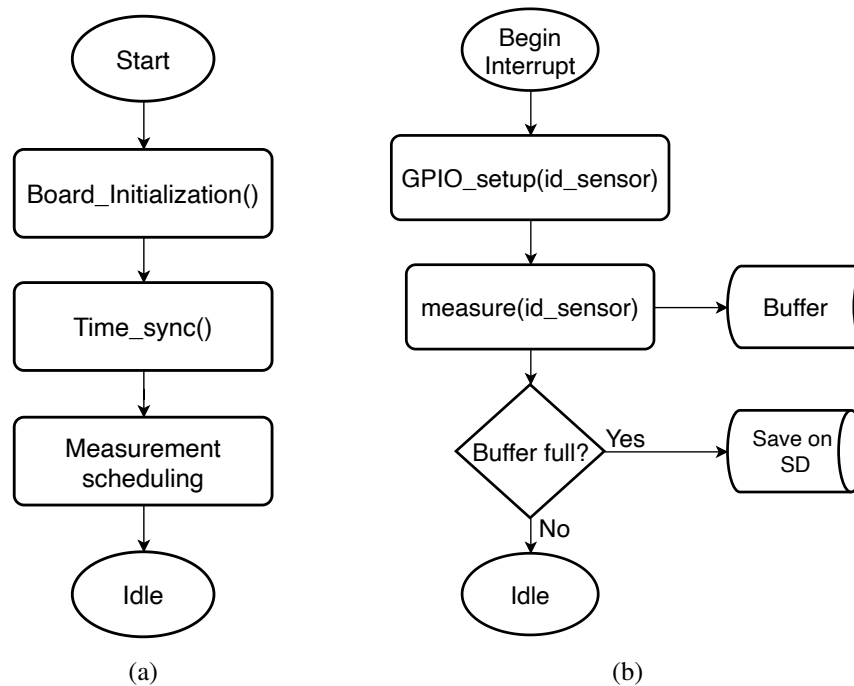 Start
Board_Initialization()
Time_sync()
Measurement
scheduling
Idle
(a)
Begin
Interrupt
GPIO_setup(id_sensor)
measure(id_sensor)
Buffer
Buffer full?
Yes
Save on
SD
No
Idle
(b)